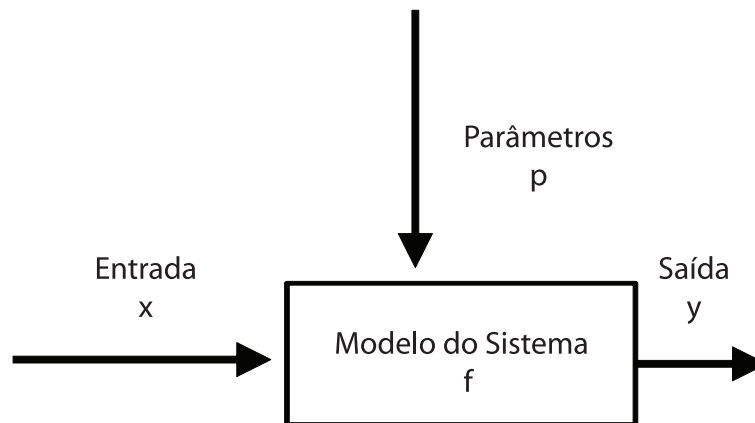 Parâmetros
p
Entrada
x
Saída
y
Modelo do Sistema
f